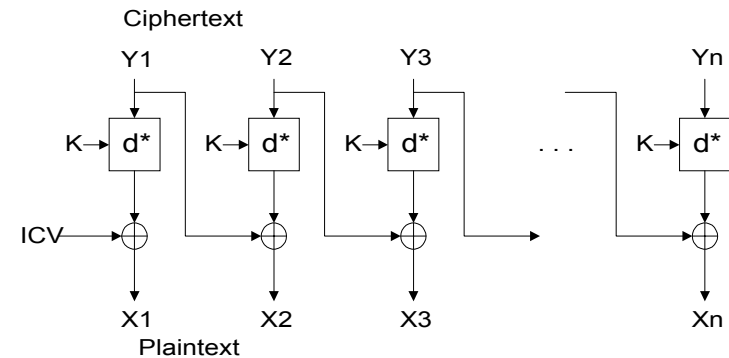 Ciphertext
Y1 Y2 Y3 Yn
K d* K d* K d* . . . K d*
ICV
X1 X2 X3 Xn
Plaintext